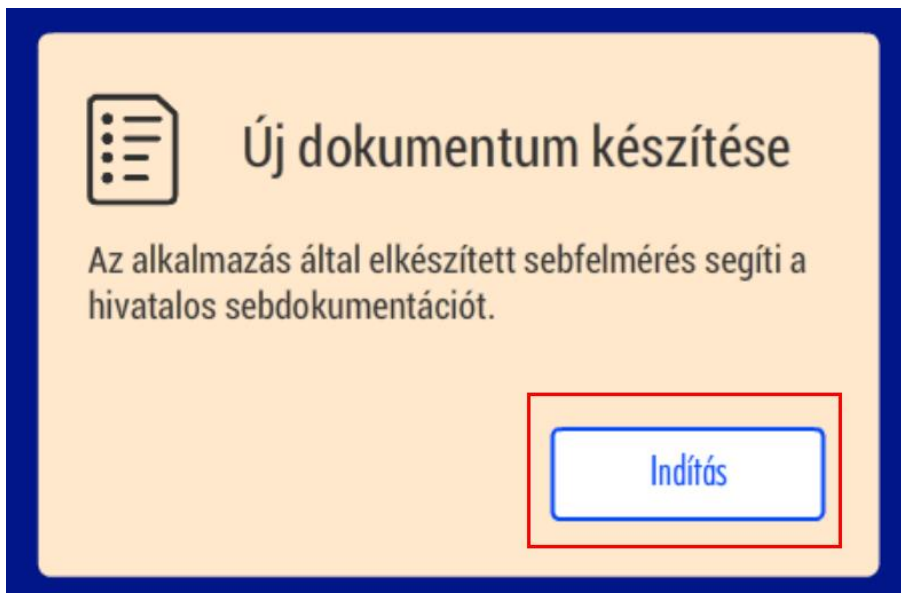 Új dokumentum készítése
Az alkalmazás által elkészített sebfelmérés segíti a
hivatalos sebdokumentációt.
Indítás